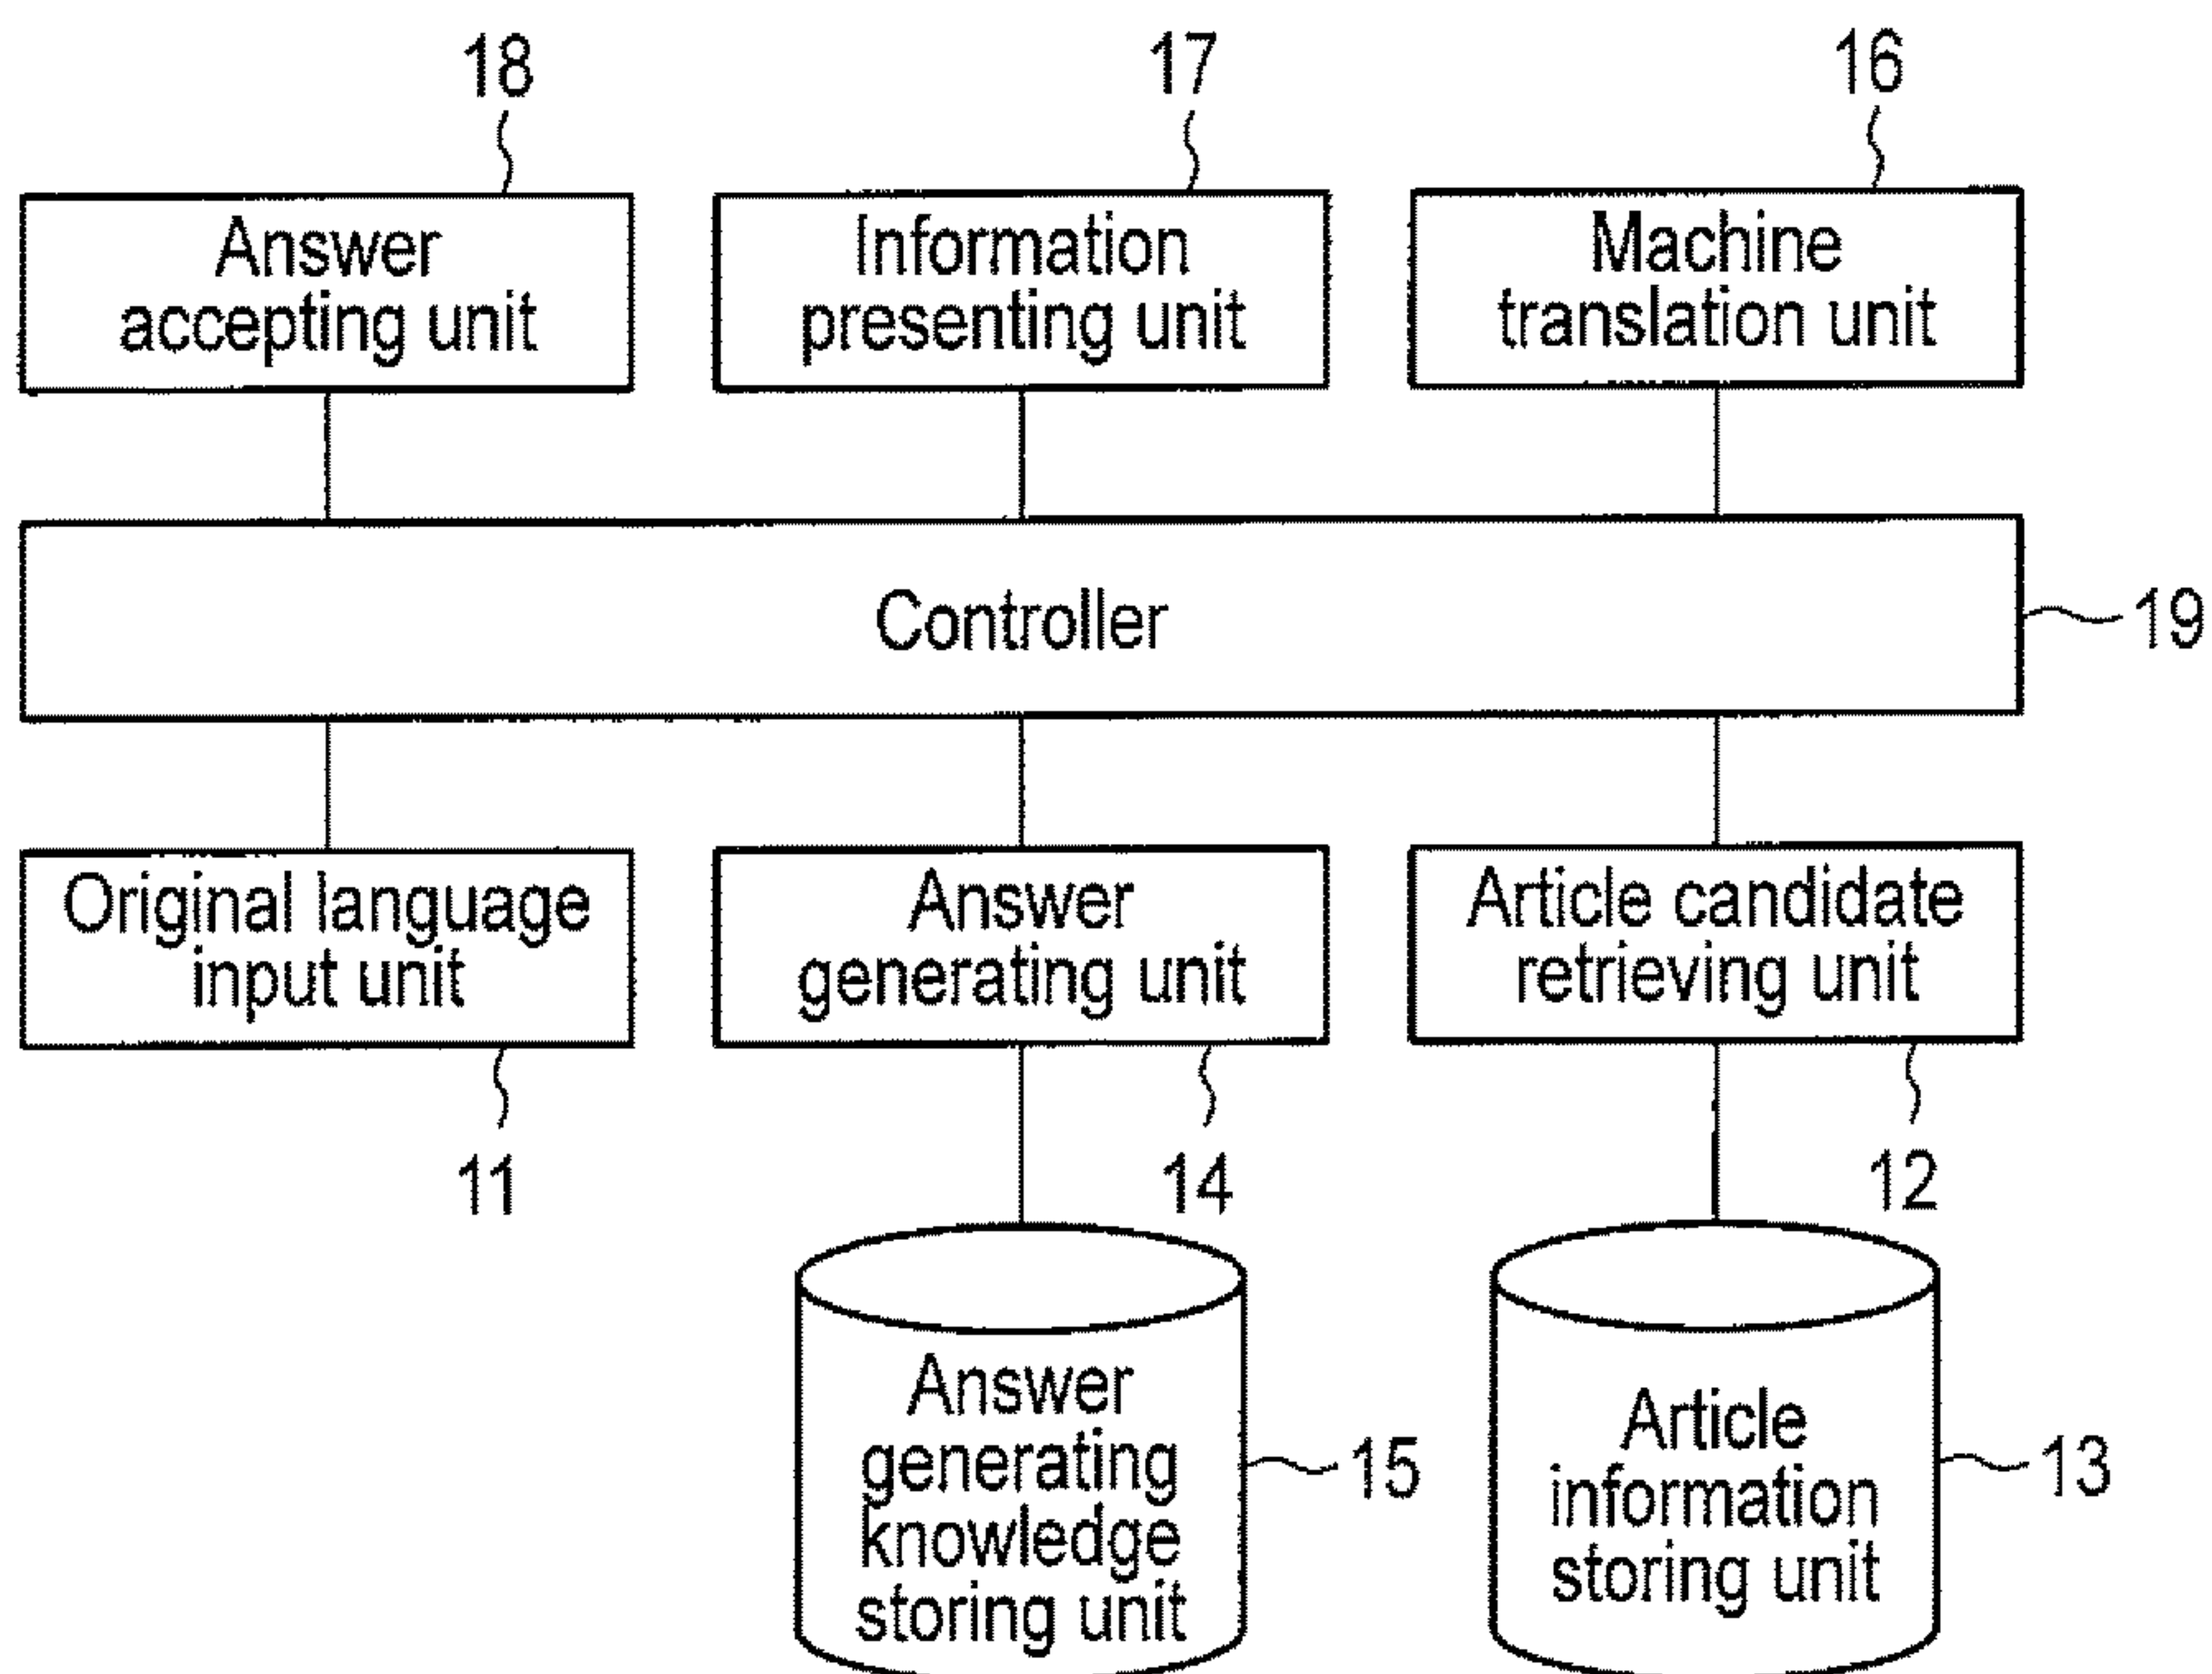 18
17
16
Answer
accepting unit
Information
presenting unit
Machine
translation unit
Controller
19
Original language
input unit
Answer
generating unit
Article candidate
retrieving unit
11
14
12
Answer
generating
knowledge
storing unit
15
Article
information
storing unit
13